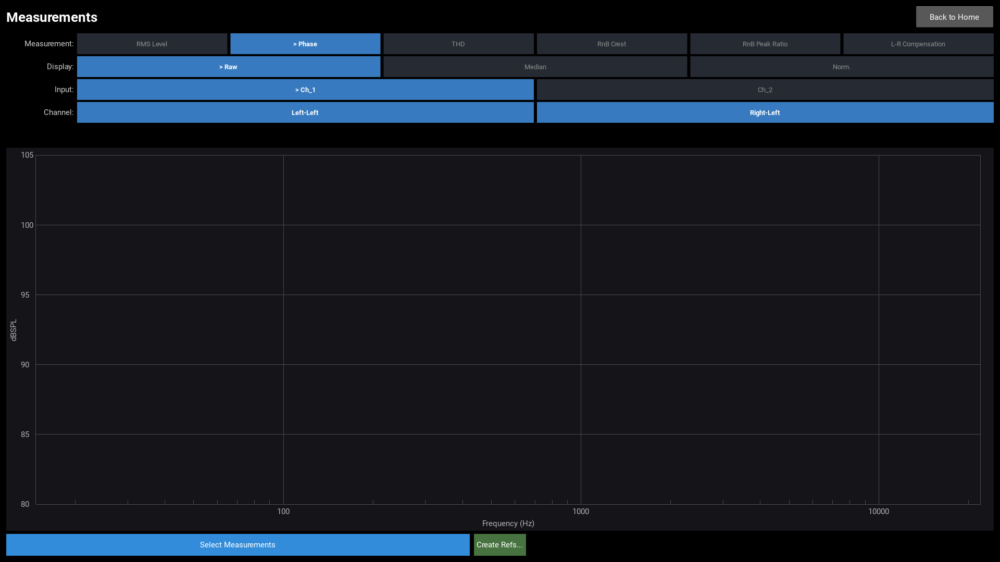 Measurements
Back to Home
Measurement:
RMS Level
> Phase
THD
RnB Crest
RnB Peak Ratio
L-R Compensation
Display:
> Raw
Median
Norm.
Input:
> Ch_1
Ch_2
Channel:
Left-Left
Right-Left
105
100
95
90
85
80
dBSPL
100
1000
10000
Frequency (Hz)
Select Measurements
Create Refs...